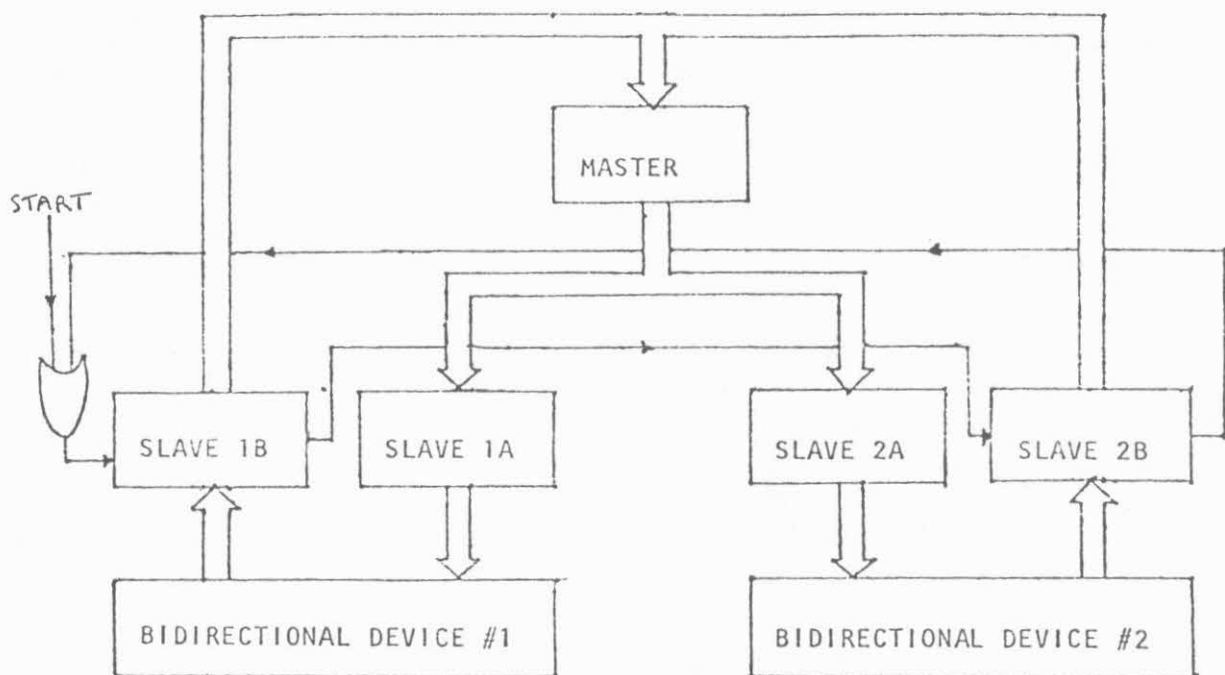 MASTER
START
SLAVE 1B
SLAVE 1A
SLAVE 2A
SLAVE 2B
BIDIRECTIONAL DEVICE #1
BIDIRECTIONAL DEVICE #2